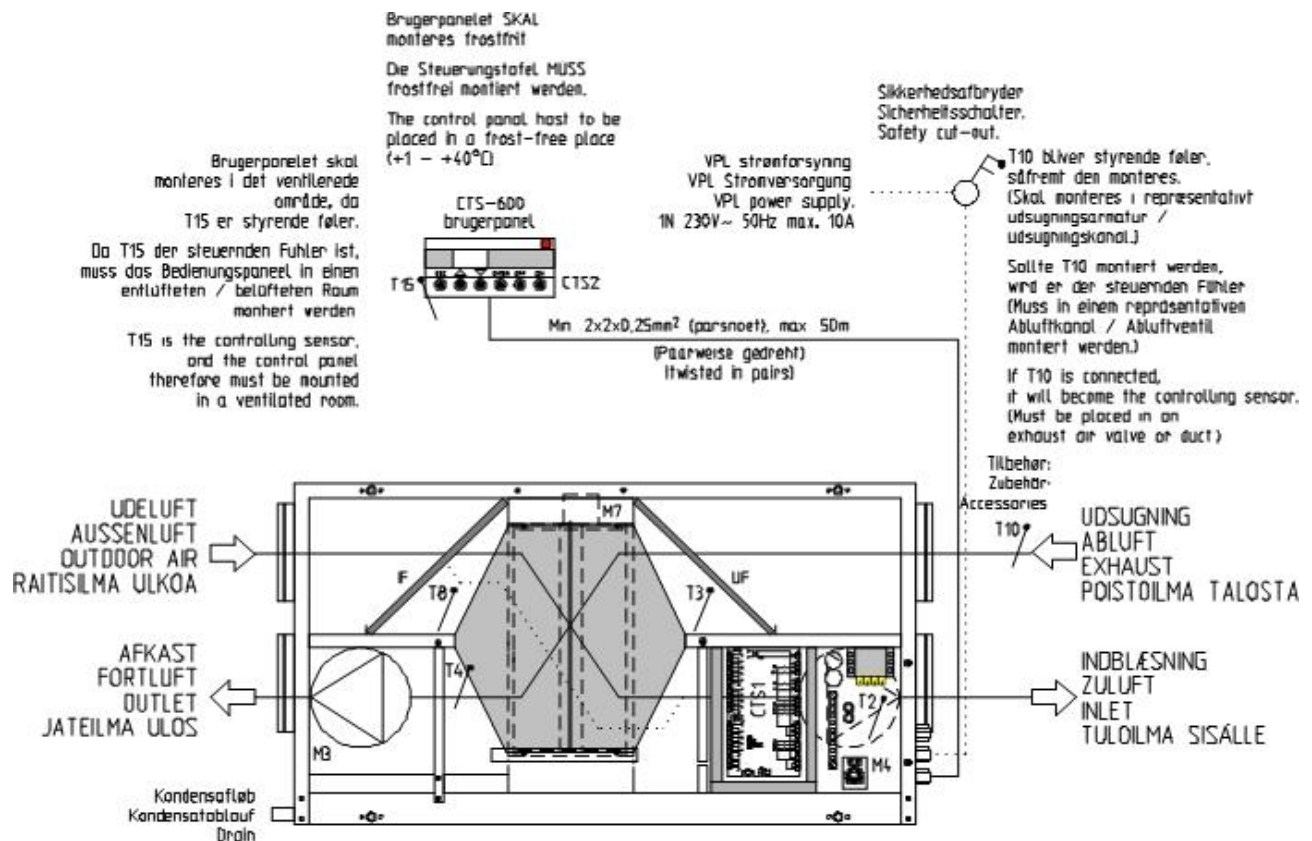 Brugerpanelet SKAL
monteres frostfrit
Die Steuerungstafel MUSS
frostfrei montiert werden.
The control panal hast to be
placed in a frost-free place
(+1 - +40°C)
Brugerpanelet skal
monteres i det ventilerede
område, da
T15 er styrende føler.
Da T15 der steuernden Fuhler ist,
muss das Bedienungspaneel in einen
entlüfteten / belüfteten Raum
montiert werden
T15 is the controlling sensor,
and the control panel
therefore must be mounted
in a ventilated room.
CTS-600
brugerpanel
T15
CTS2
Min 2x2x0,25mm² (parsnoet), max 50m
(Paarweise gedreht)
(twisted in pairs)
VPL strømforsyning
VPL Stromversorgung
VPL power supply.
1N 230V~ 50Hz max. 10A
Sikkerhedsafbryder
Sicherheitsschalter.
Safety cut-out.
T10 bliver styrende føler,
såfremt den monteres.
(Skal monteres i repræsentativt
udsugningsarmatur /
udsugningskanal.)
Sollte T10 montiert werden,
wird er der steuernden Fühler
(Muss in einem repräsentativen
Abluftkanal / Abluftventil
montiert werden.)
If T10 is connected,
it will become the controlling sensor.
(Must be placed in an
exhaust air valve or duct)
Tilbehør:
Zubehör:
Accessories
T10
UDELUFT
AUSSENLUFT
OUTDOOR AIR
RAITISILMA ULKOA
M7
IF
T8
T3
UF
UDSUGNING
ABLUFT
EXHAUST
POISTOILMA TALOSTA
AFKAST
FORTLUFT
OUTLET
JATEILMA ULOS
M3
T4
CTS1
T2
M4
INDBLÆSNING
ZULUFT
INLET
TULOILMA SISÄLLE
Kondensafløb
Kondensatablauf
Drain